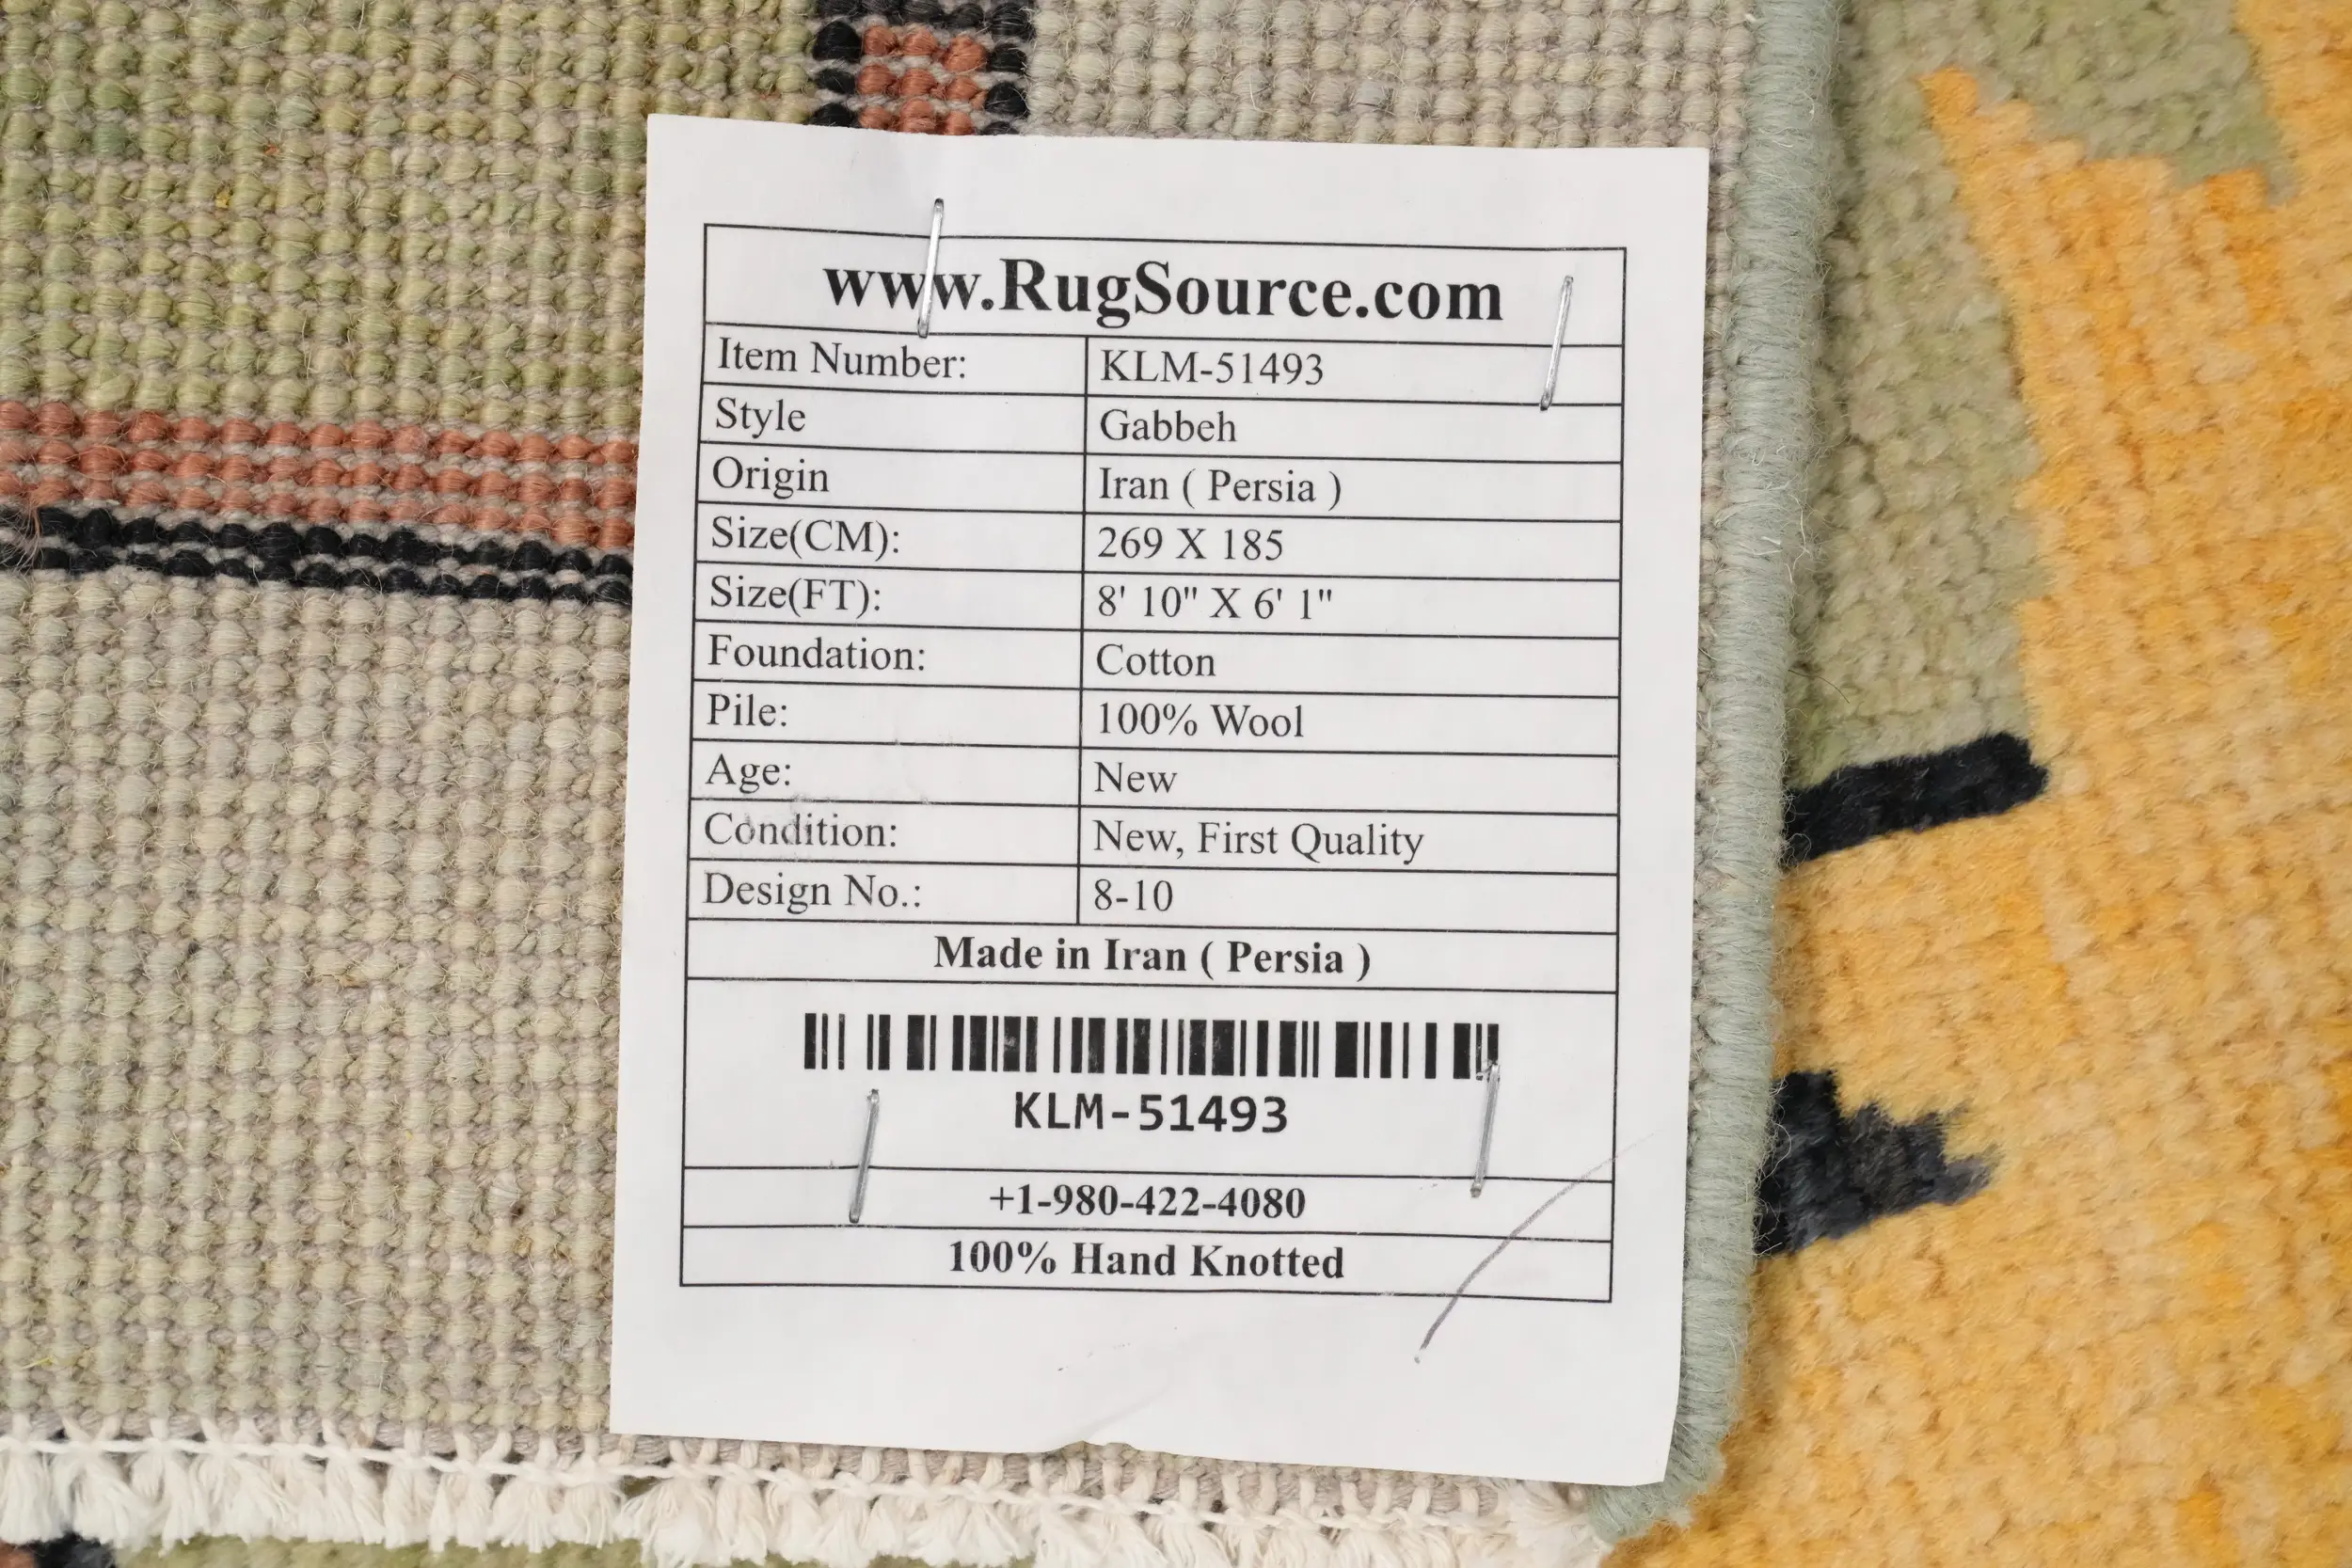 www.RugSource.com
Item Number: KLM-51493
Style Gabbeh
Origin Iran ( Persia )
Size(CM): 269 X 185
Size(FT): 8' 10" X 6' 1"
Foundation: Cotton
Pile: 100% Wool
Age: New
Condition: New, First Quality
Design No.: 8-10
Made in Iran ( Persia )
KLM-51493
+1-980-422-4080
100% Hand Knotted